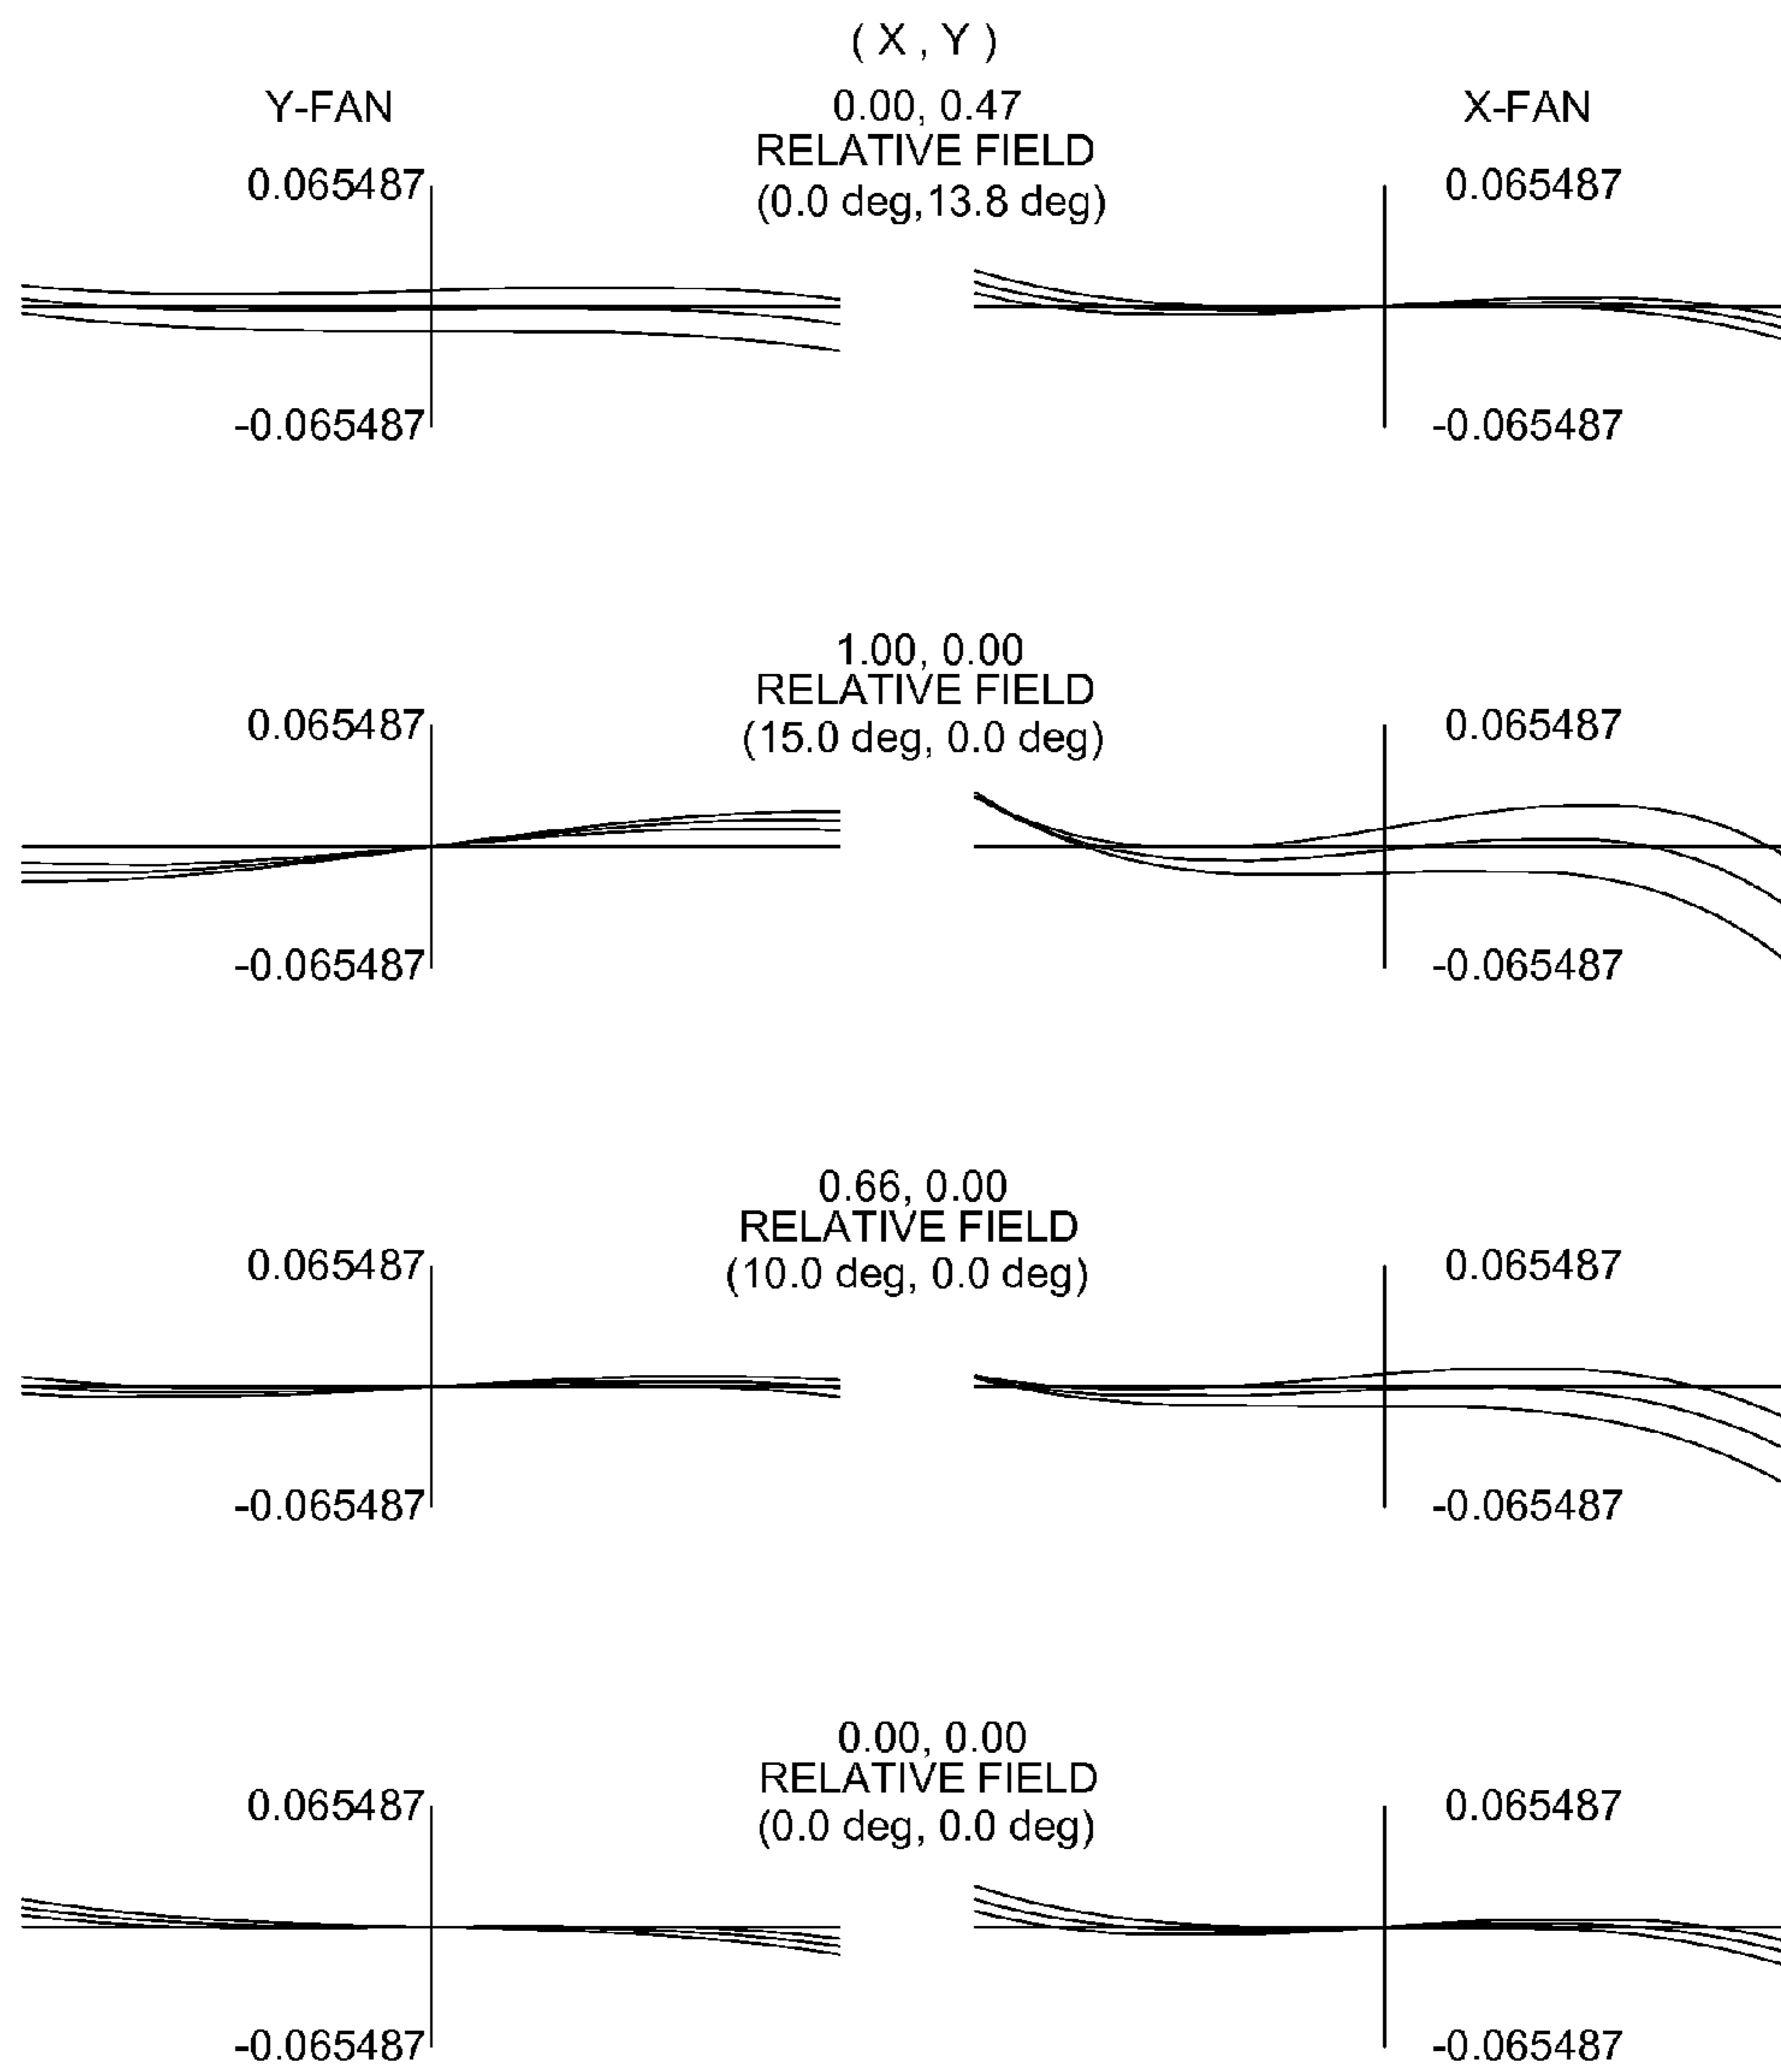 ( X , Y )
Y-FAN
0.00, 0.47
X-FAN
RELATIVE FIELD
0.065487
(0.0 deg,13.8 deg)
0.065487
-0.065487
-0.065487
1.00, 0.00
RELATIVE FIELD
0.065487
(15.0 deg, 0.0 deg)
0.065487
-0.065487
-0.065487
0.66, 0.00
RELATIVE FIELD
0.065487
(10.0 deg, 0.0 deg)
0.065487
-0.065487
-0.065487
0.00, 0.00
RELATIVE FIELD
0.065487
(0.0 deg, 0.0 deg)
0.065487
-0.065487
-0.065487